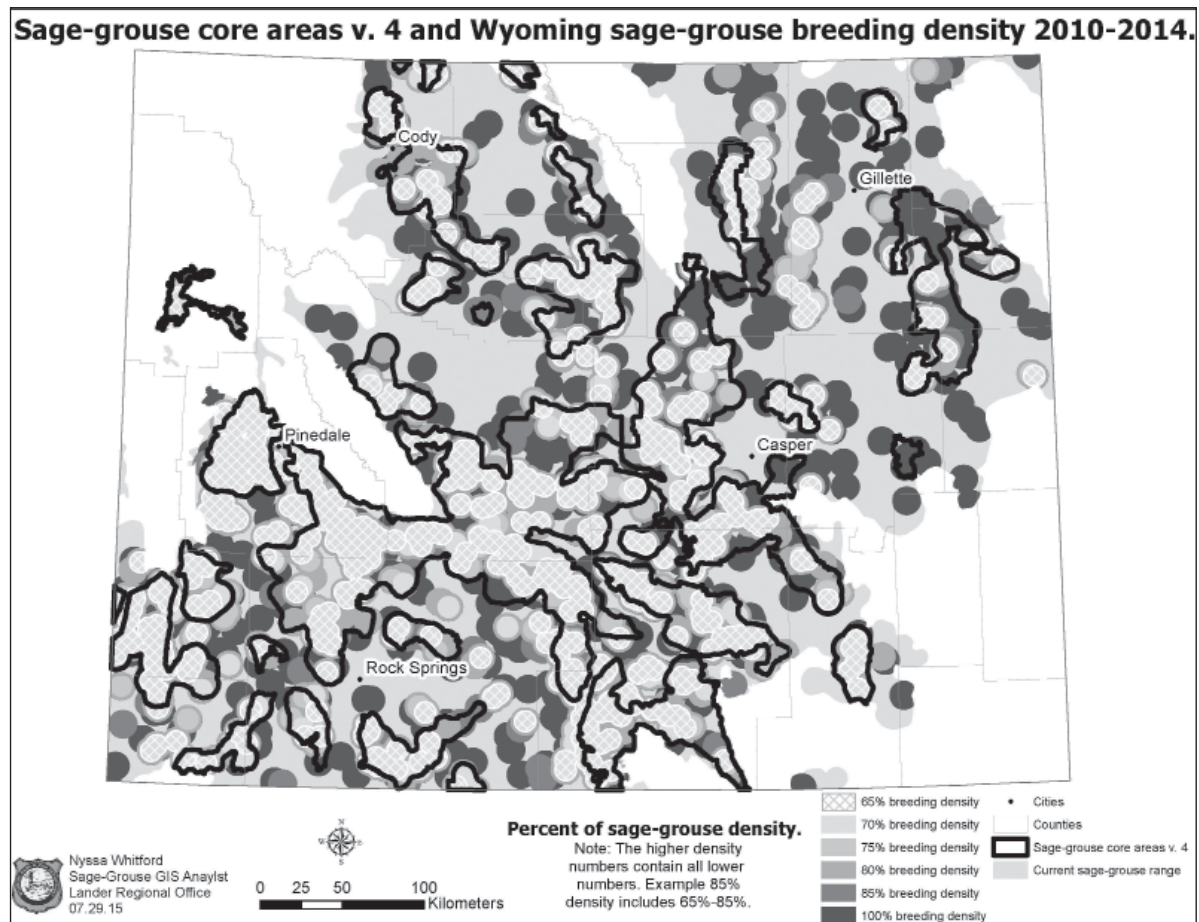 Sage-grouse core areas v. 4 and Wyoming sage-grouse breeding density 2010-2014.
Cody
Gillette
Pinedale
Casper
Rock Springs
Nyssa Whitford
Sage-Grouse GIS Anaylst
Lander Regional Office
07.29.15
N
W
E
S
0 25 50 100
Kilometers
Percent of sage-grouse density.
Note: The higher density
numbers contain all lower
numbers. Example 85%
density includes 65%-85%.
65% breeding density
70% breeding density
75% breeding density
80% breeding density
85% breeding density
100% breeding density
Cities
Counties
Sage-grouse core areas v. 4
Current sage-grouse range